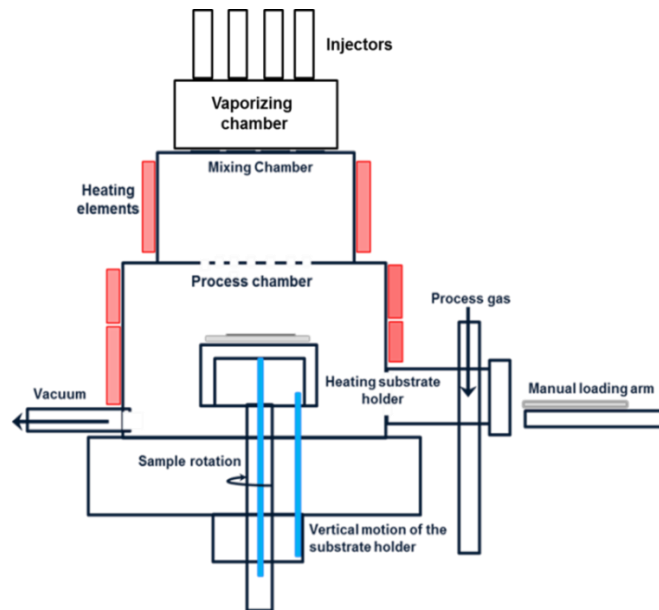 Injectors
Vaporizing
chamber
Mixing Chamber
Heating
elements
Process chamber
Process gas
Vacuum
Heating substrate
holder
Manual loading arm
Sample rotation
Vertical motion of the
substrate holder